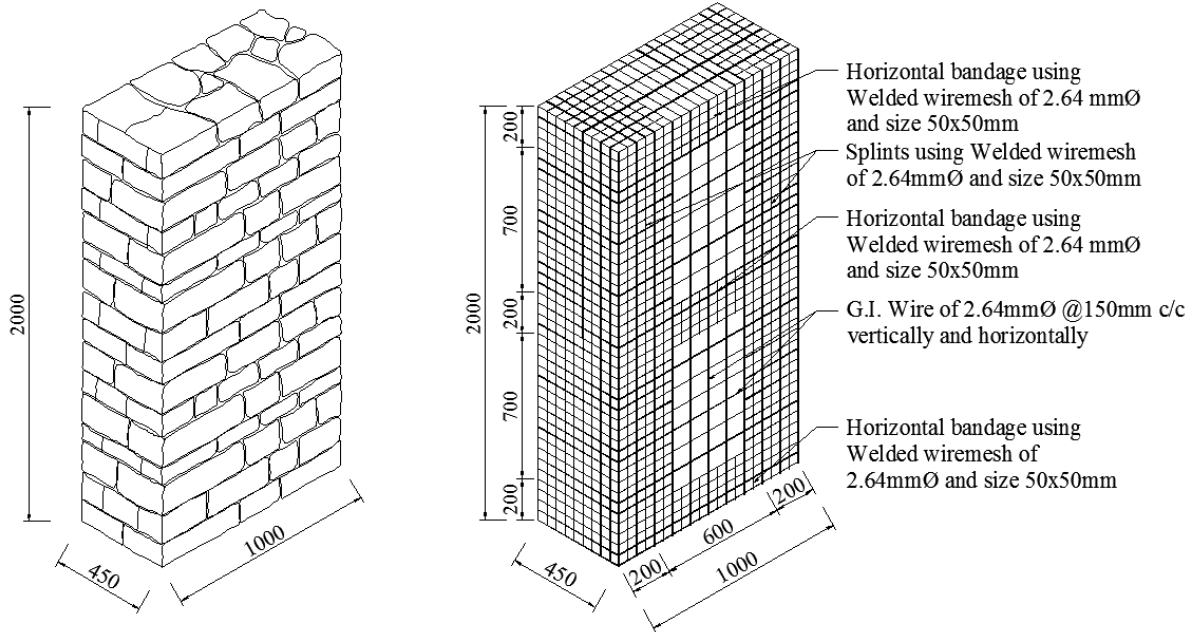 2000
450
1000
2000
200
700
200
700
200
450
200
600
200
1000
Horizontal bandage using
Welded wiremesh of 2.64 mmØ
and size 50x50mm
Splints using Welded wiremesh
of 2.64mmØ and size 50x50mm
Horizontal bandage using
Welded wiremesh of 2.64 mmØ
and size 50x50mm
G.I. Wire of 2.64mmØ @150mm c/c
vertically and horizontally
Horizontal bandage using
Welded wiremesh of
2.64mmØ and size 50x50mm